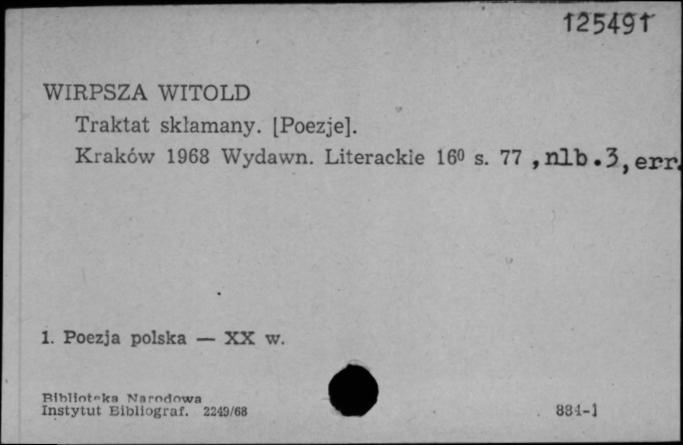 125491
WIRPSZA WITOLD
Traktat skłamany. [Poezje].
Kraków 1968 Wydawn. Literackie 16⁰ s. 77 , nlb. 3, err.
1. Poezja polska — XX w.
Biblioteka Narodowa
Instytut Bibliograf. 2249/68
884-1